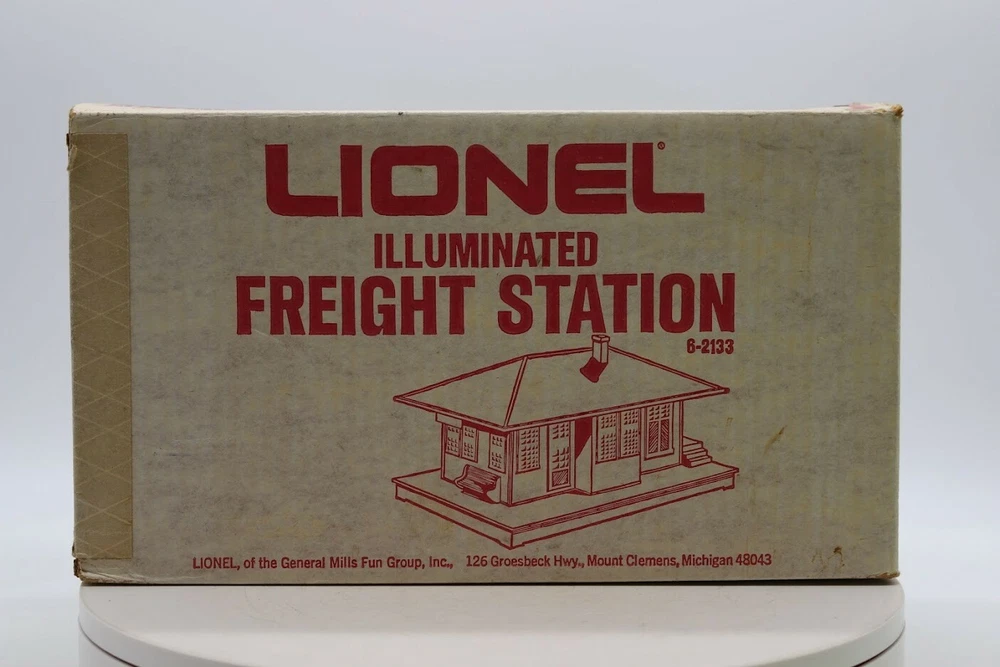 LIONEL®
ILLUMINATED
FREIGHT STATION
6-2133
LIONEL, of the General Mills Fun Group, Inc., 126 Groesbeck Hwy., Mount Clemens, Michigan 48043